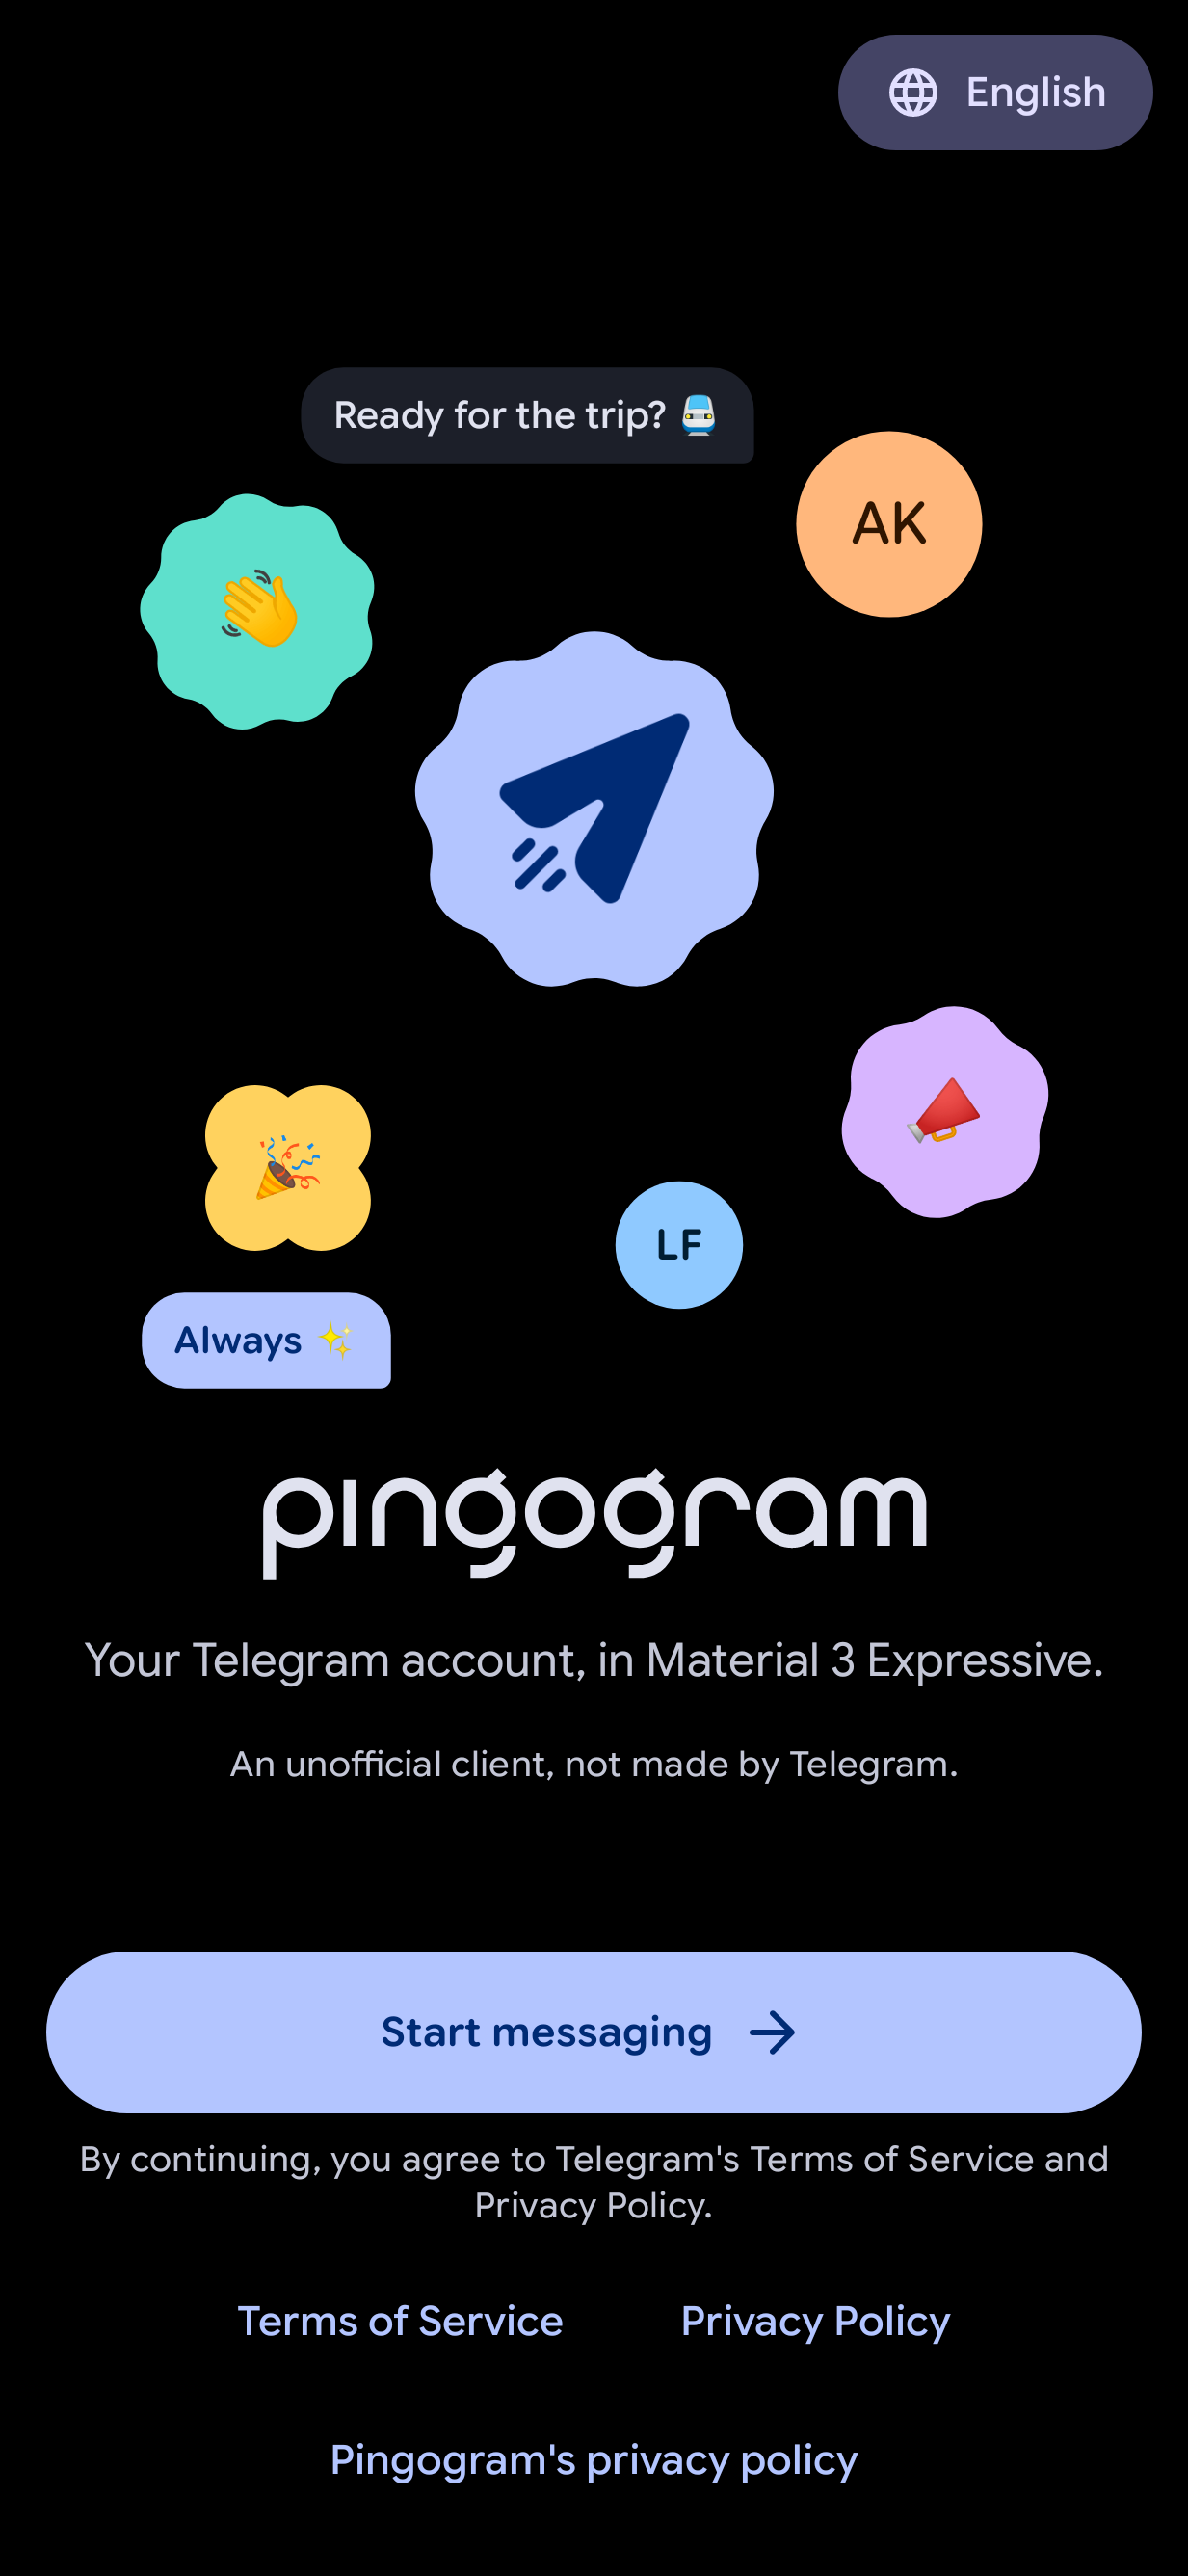 English
Ready for the trip? 🚅
AK
LF
Always ✨
pingogram
Your Telegram account, in Material 3 Expressive.
An unofficial client, not made by Telegram.
Start messaging →
By continuing, you agree to Telegram's Terms of Service and
Privacy Policy.
Terms of Service Privacy Policy
Pingogram's privacy policy